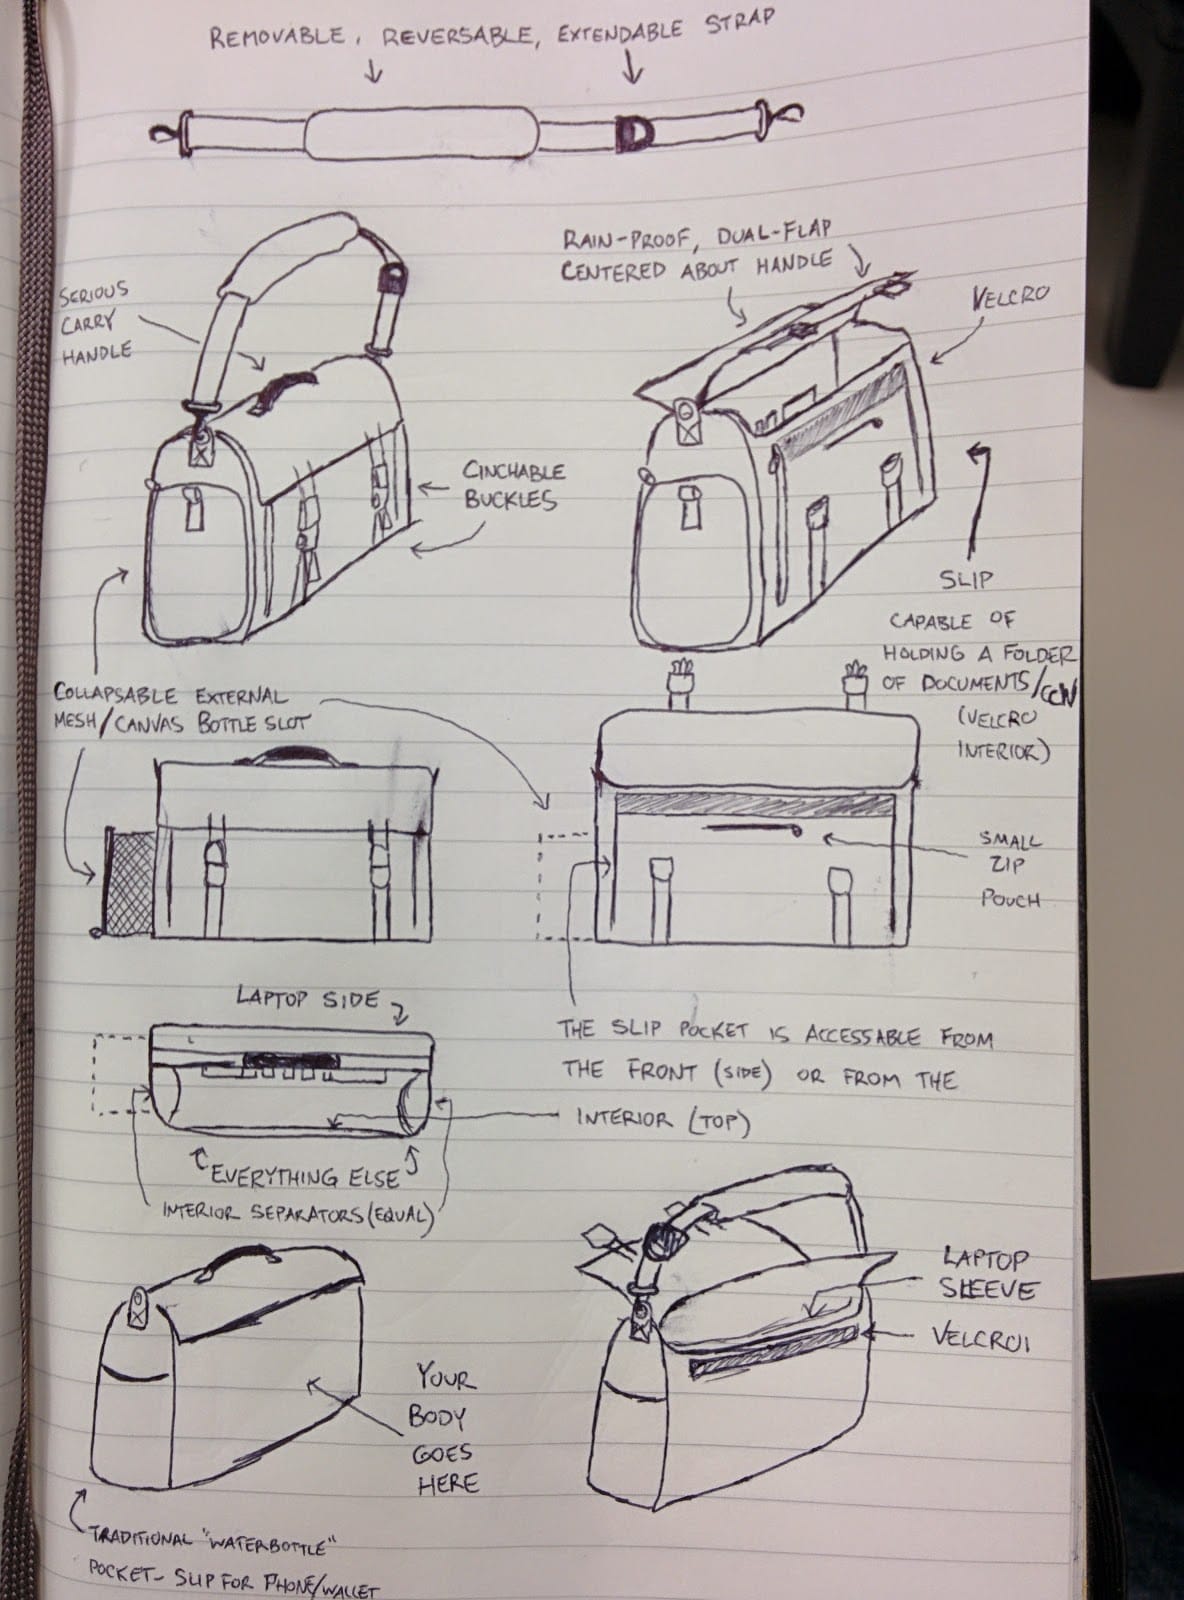 REMOVABLE, REVERSABLE, EXTENDABLE STRAP
RAIN-PROOF, DUAL-FLAP
CENTERED ABOUT HANDLE
VELCRO
SERIOUS
CARRY
HANDLE
CINCHABLE
BUCKLES
SLIP
CAPABLE OF
HOLDING A FOLDER
OF DOCUMENTS/CCW
(VELCRO
INTERIOR)
COLLAPSABLE EXTERNAL
MESH/CANVAS BOTTLE SLOT
SMALL
ZIP
POUCH
LAPTOP SIDE
THE SLIP POCKET IS ACCESSABLE FROM
THE FRONT (SIDE) OR FROM THE
INTERIOR (TOP)
EVERYTHING ELSE
INTERIOR SEPARATORS (EQUAL)
LAPTOP
SLEEVE
VELCRO!
YOUR
BODY
GOES
HERE
TRADITIONAL "WATERBOTTLE"
POCKET- SLIP FOR PHONE/WALLET